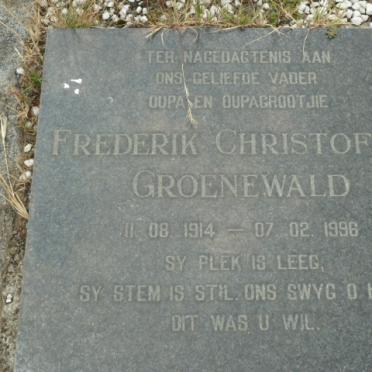 TER NAGEDAGTENIS AAN
ONS GELIEFDE VADER
OUPA EN OUPAGROOTJIE
FREDERIK CHRISTOF
GROENEWALD
11. 08. 1914 — 07. 02. 1996
SY PLEK IS LEEG,
SY STEM IS STIL. ONS SWYG O
DIT WAS U WIL.